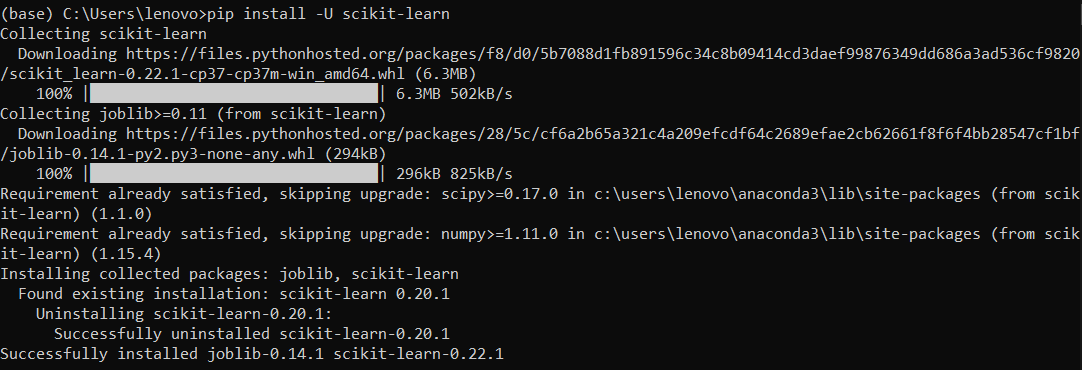 (base) C:\Users\lenovo>pip install -U scikit-learn
Collecting scikit-learn
  Downloading https://files.pythonhosted.org/packages/f8/d0/5b7088d1fb891596c34c8b09414cd3daef99876349dd686a3ad536cf9820
/scikit_learn-0.22.1-cp37-cp37m-win_amd64.whl (6.3MB)
    100% |████████████████████████████████| 6.3MB 502kB/s
Collecting joblib>=0.11 (from scikit-learn)
  Downloading https://files.pythonhosted.org/packages/28/5c/cf6a2b65a321c4a209efcdf64c2689efae2cb62661f8f6f4bb28547cf1bf
/joblib-0.14.1-py2.py3-none-any.whl (294kB)
    100% |████████████████████████████████| 296kB 825kB/s
Requirement already satisfied, skipping upgrade: scipy>=0.17.0 in c:\users\lenovo\anaconda3\lib\site-packages (from scik
it-learn) (1.1.0)
Requirement already satisfied, skipping upgrade: numpy>=1.11.0 in c:\users\lenovo\anaconda3\lib\site-packages (from scik
it-learn) (1.15.4)
Installing collected packages: joblib, scikit-learn
  Found existing installation: scikit-learn 0.20.1
    Uninstalling scikit-learn-0.20.1:
      Successfully uninstalled scikit-learn-0.20.1
Successfully installed joblib-0.14.1 scikit-learn-0.22.1